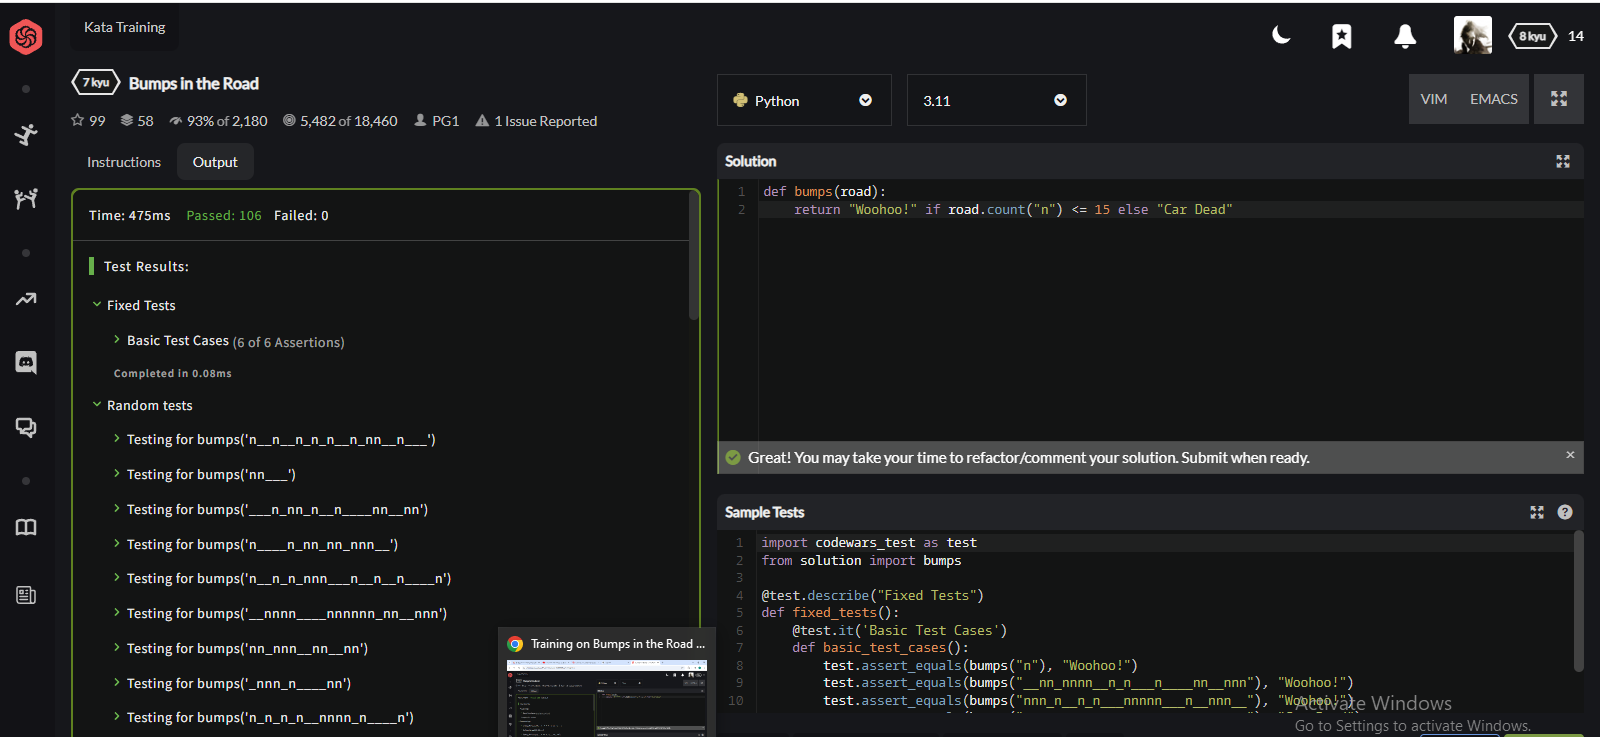 Kata Training
8 kyu 14
7 kyu Bumps in the Road
99 58 93% of 2,180 5,482 of 18,460 PG1 1 Issue Reported
Instructions Output
Time: 475ms Passed: 106 Failed: 0
Test Results:
Fixed Tests
Basic Test Cases (6 of 6 Assertions)
Completed in 0.08ms
Random tests
Testing for bumps('n__n__n_n_n__n_nn__n___')
Testing for bumps('nn___')
Testing for bumps('___n_nn_n__n____nn__nn')
Testing for bumps('n____n_nn_nn_nnn__')
Testing for bumps('n__n_n_nnn___n__n__n____n')
Testing for bumps('__nnnn____nnnnnn_nn__nnn')
Testing for bumps('nn_nnn__nn__nn')
Testing for bumps('_nnn_n____nn')
Testing for bumps('n_n_n_n__nnnn_n____n')
Training on Bumps in the Road ...
Python 3.11 VIM EMACS
Solution
1 def bumps(road):
2 return "Woohoo!" if road.count("n") <= 15 else "Car Dead"
Great! You may take your time to refactor/comment your solution. Submit when ready.
Sample Tests
1 import codewars_test as test
2 from solution import bumps
3
4 @test.describe("Fixed Tests")
5 def fixed_tests():
6 @test.it('Basic Test Cases')
7 def basic_test_cases():
8 test.assert_equals(bumps("n"), "Woohoo!")
9 test.assert_equals(bumps("__nn_nnnn__n_n___n____nn__nnn"), "Woohoo!")
10 test.assert_equals(bumps("nnn_n__n_n___nnnnn___n__nnn__"), "Woohoo!")
Activate Windows
Go to Settings to activate Windows.